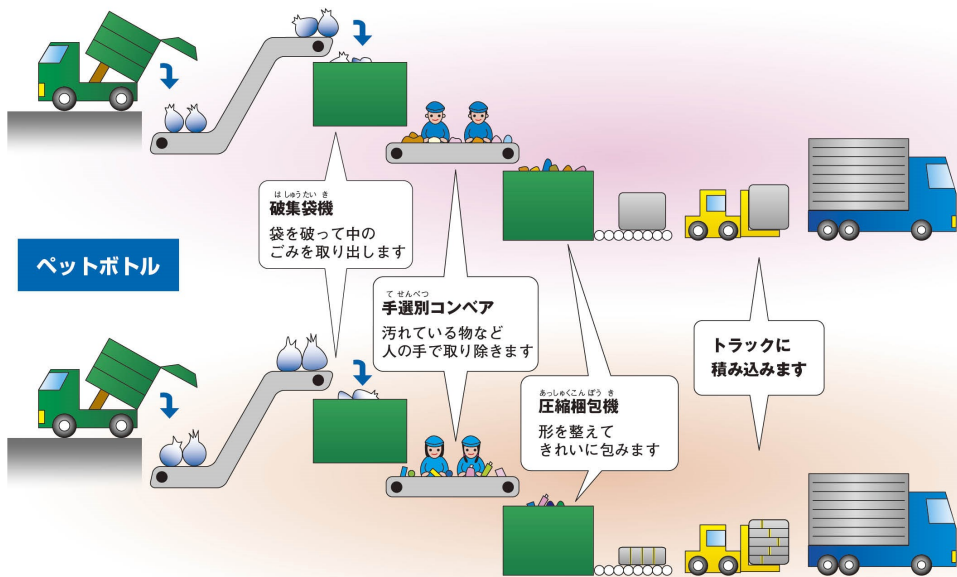 は しゅうたい き
破集袋機
袋を破って中の
ごみを取り出します
ペットボトル
て せんべつ
手選別コンベア
汚れている物など
人の手で取り除きます
トラックに
積み込みます
あっしゅくこん ぽう き
圧縮梱包機
形を整えて
きれいに包みます